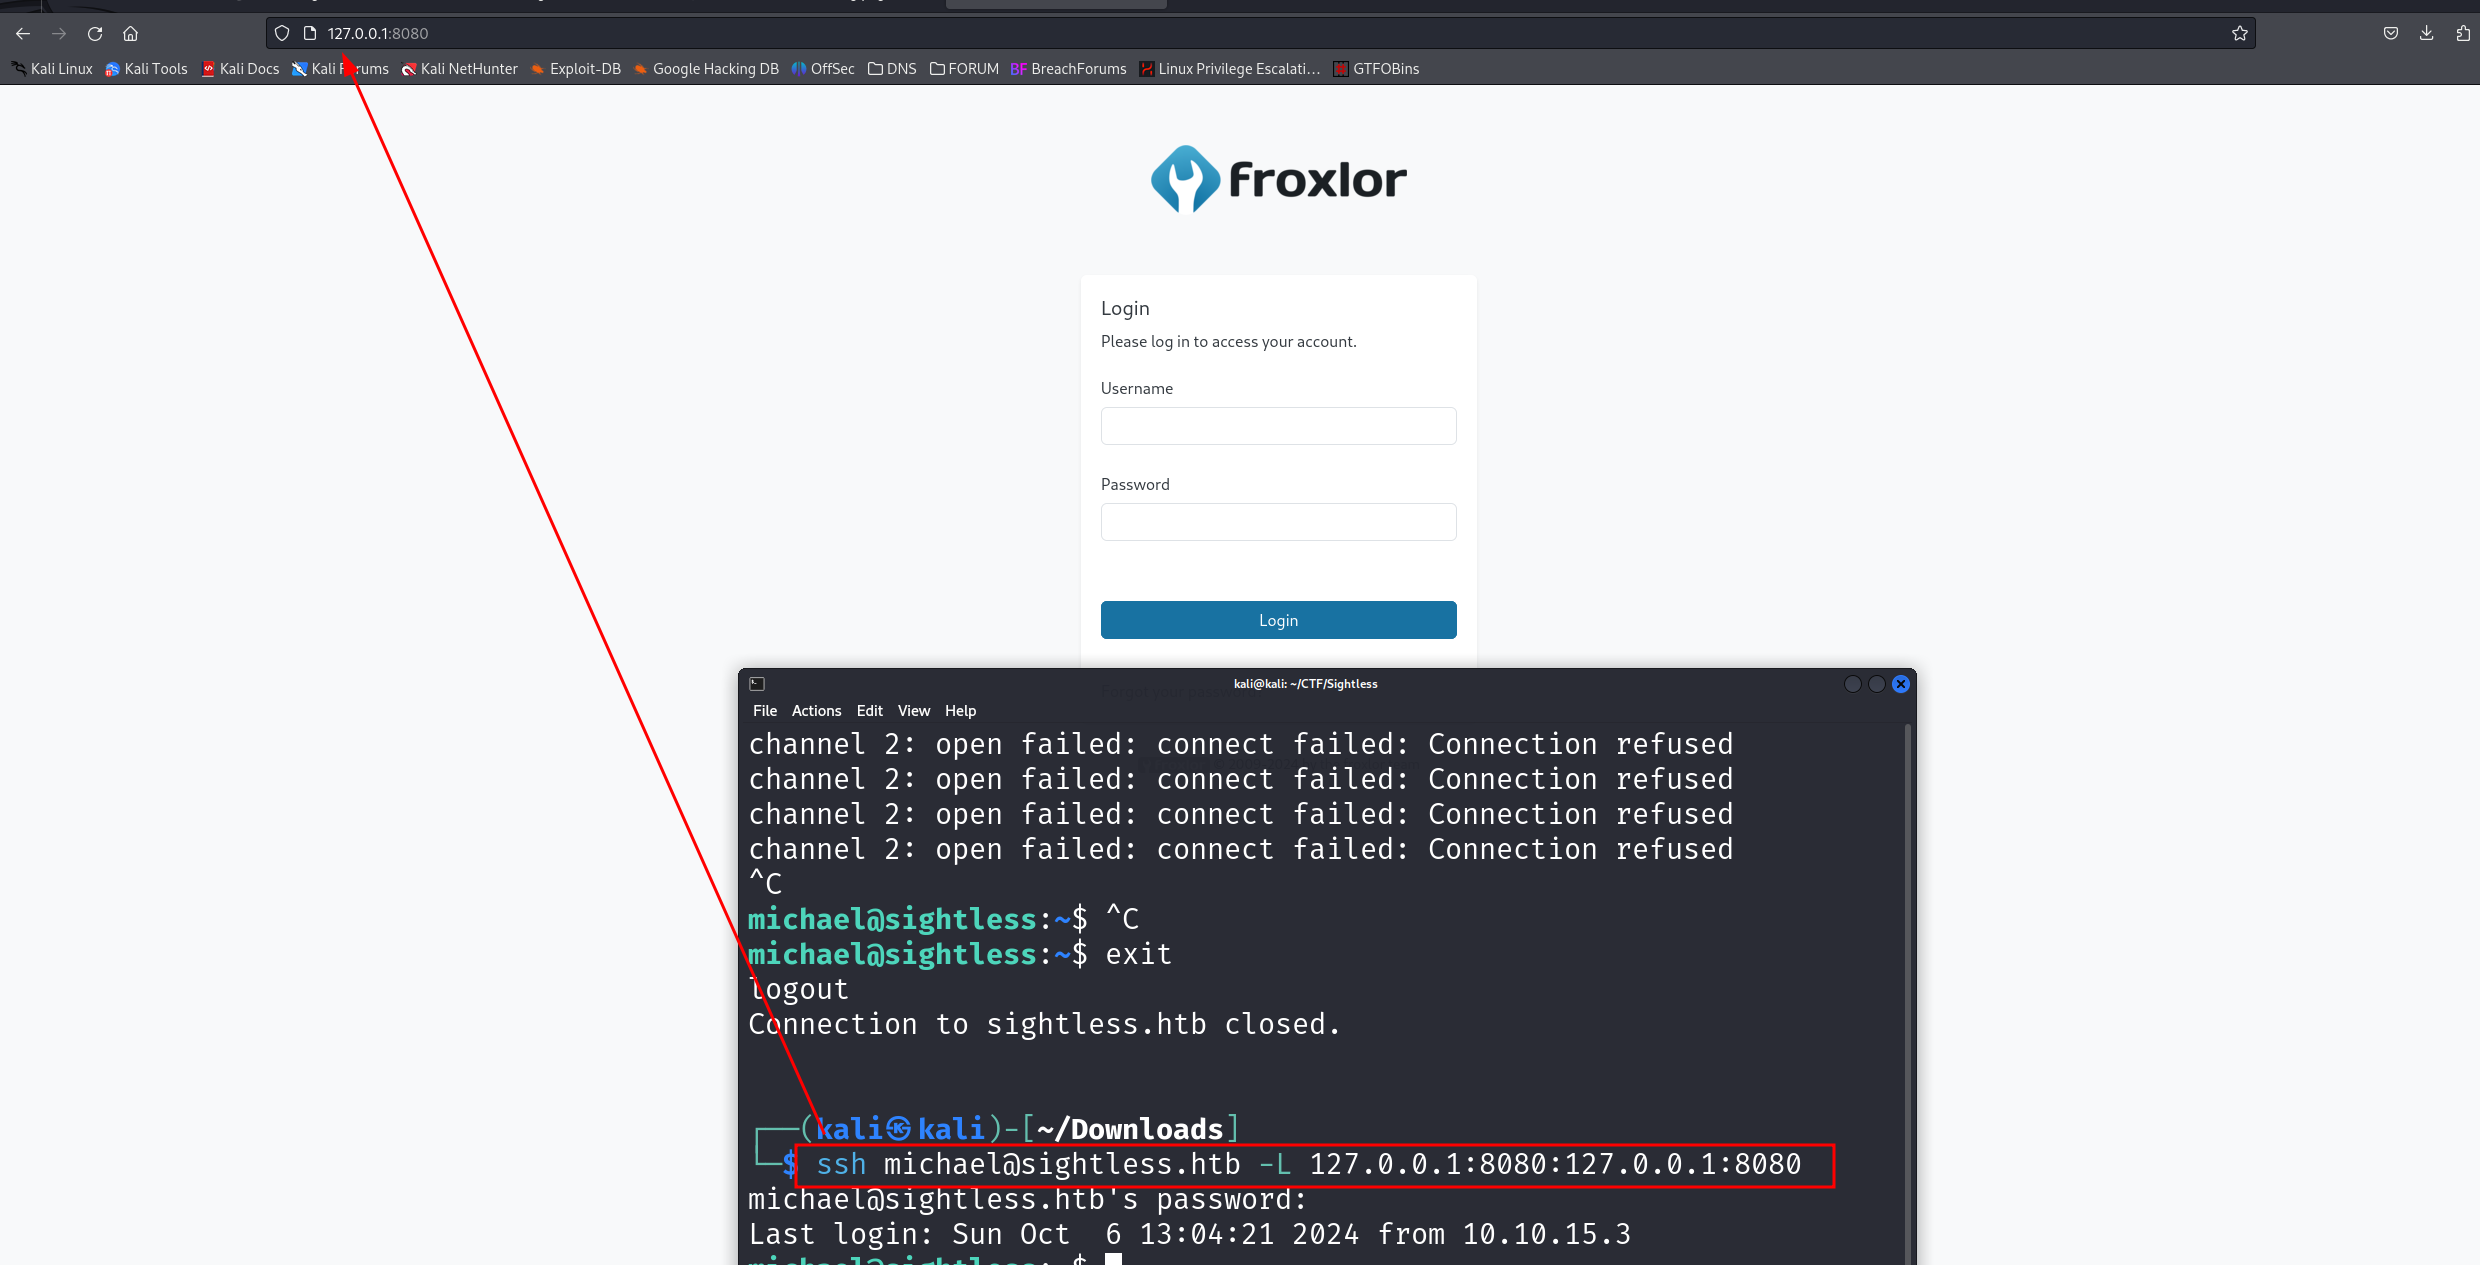 127.0.0.1:8080
Kali Linux Kali Tools Kali Docs Kali Forums Kali NetHunter Exploit-DB Google Hacking DB OffSec DNS FORUM BF BreachForums Linux Privilege Escalati... GTFOBins
froxlor
Login
Please log in to access your account.
Username
Password
Login
kali@kali: ~/CTF/Sightless
File Actions Edit View Help
channel 2: open failed: connect failed: Connection refused
channel 2: open failed: connect failed: Connection refused
channel 2: open failed: connect failed: Connection refused
channel 2: open failed: connect failed: Connection refused
^C
michael@sightless:~$ ^C
michael@sightless:~$ exit
logout
Connection to sightless.htb closed.
┌──(kali㉿kali)-[~/Downloads]
└─$ ssh michael@sightless.htb -L 127.0.0.1:8080:127.0.0.1:8080
michael@sightless.htb's password:
Last login: Sun Oct  6 13:04:21 2024 from 10.10.15.3
michael@sightless:~$